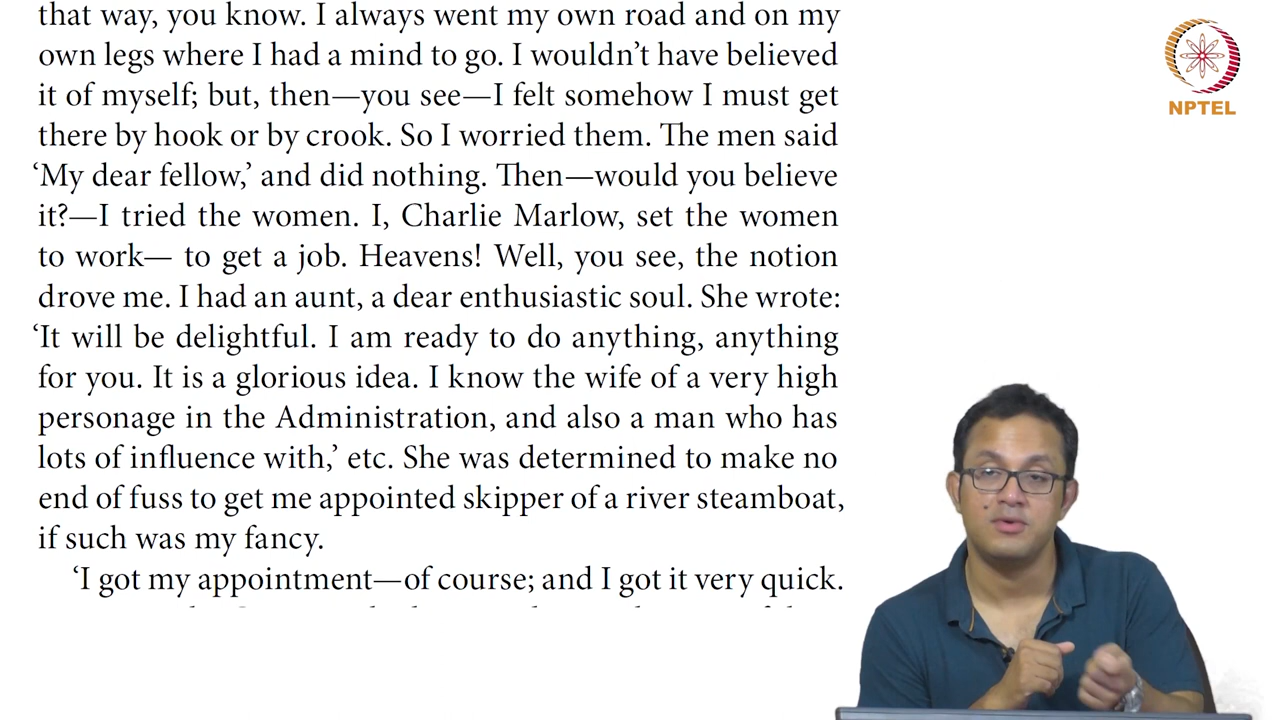 that way, you know. I always went my own road and on my
own legs where I had a mind to go. I wouldn’t have believed
it of myself; but, then—you see—I felt somehow I must get
there by hook or by crook. So I worried them. The men said
‘My dear fellow,’ and did nothing. Then—would you believe
it?—I tried the women. I, Charlie Marlow, set the women
to work— to get a job. Heavens! Well, you see, the notion
drove me. I had an aunt, a dear enthusiastic soul. She wrote:
‘It will be delightful. I am ready to do anything, anything
for you. It is a glorious idea. I know the wife of a very high
personage in the Administration, and also a man who has
lots of influence with,’ etc. She was determined to make no
end of fuss to get me appointed skipper of a river steamboat,
if such was my fancy.
‘I got my appointment—of course; and I got it very quick.
NPTEL